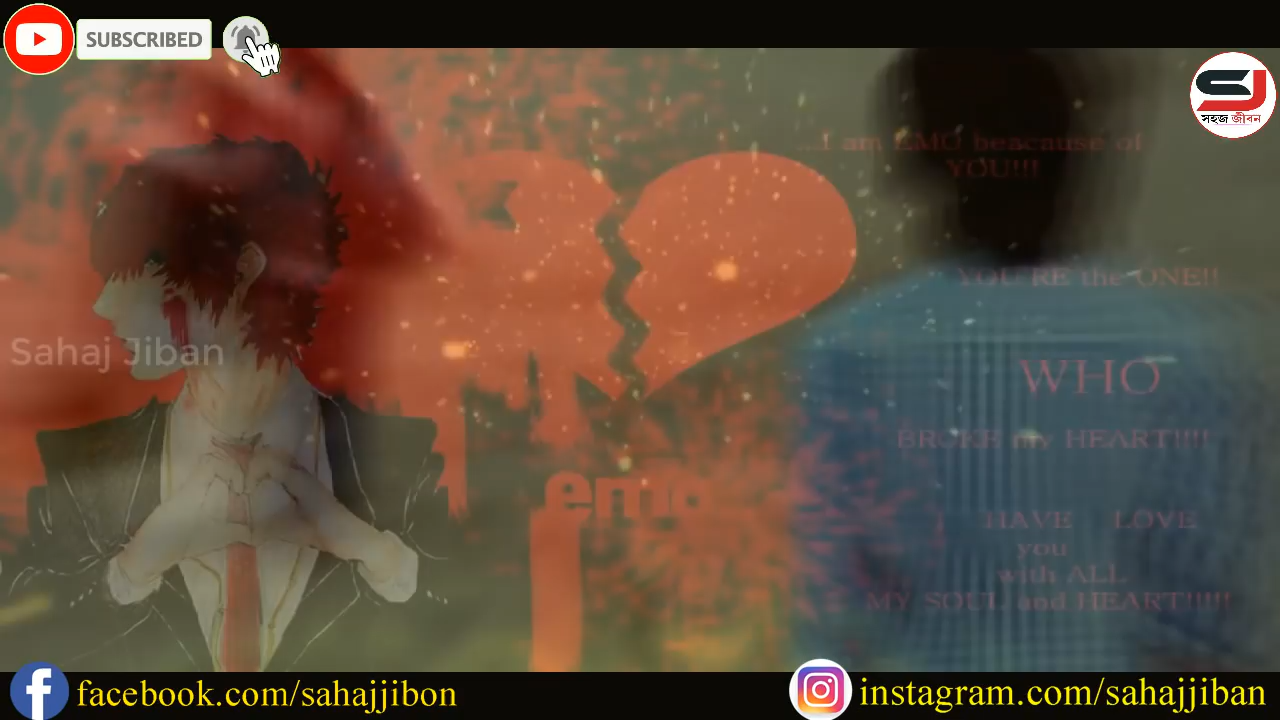 SUBSCRIBED
SJ
সহজ জীবন
...I am EMO beacause of
YOU!!!
YOU'RE the ONE!!
WHO
Sahaj Jiban
BROKE my HEART!!!!
emo
I HAVE LOVE
you
with ALL
MY SOUL and HEART!!!!!
facebook.com/sahajjibon
instagram.com/sahajjiban